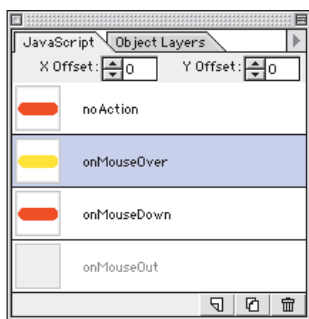 JavaScript Object Layers
X Offset: 0 Y Offset: 0
noAction
onMouseOver
onMouseDown
onMouseOut